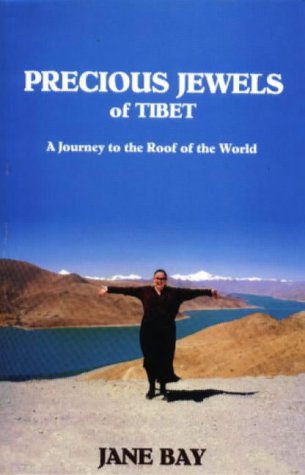 PRECIOUS JEWELS
of TIBET
A Journey to the Roof of the World
JANE BAY